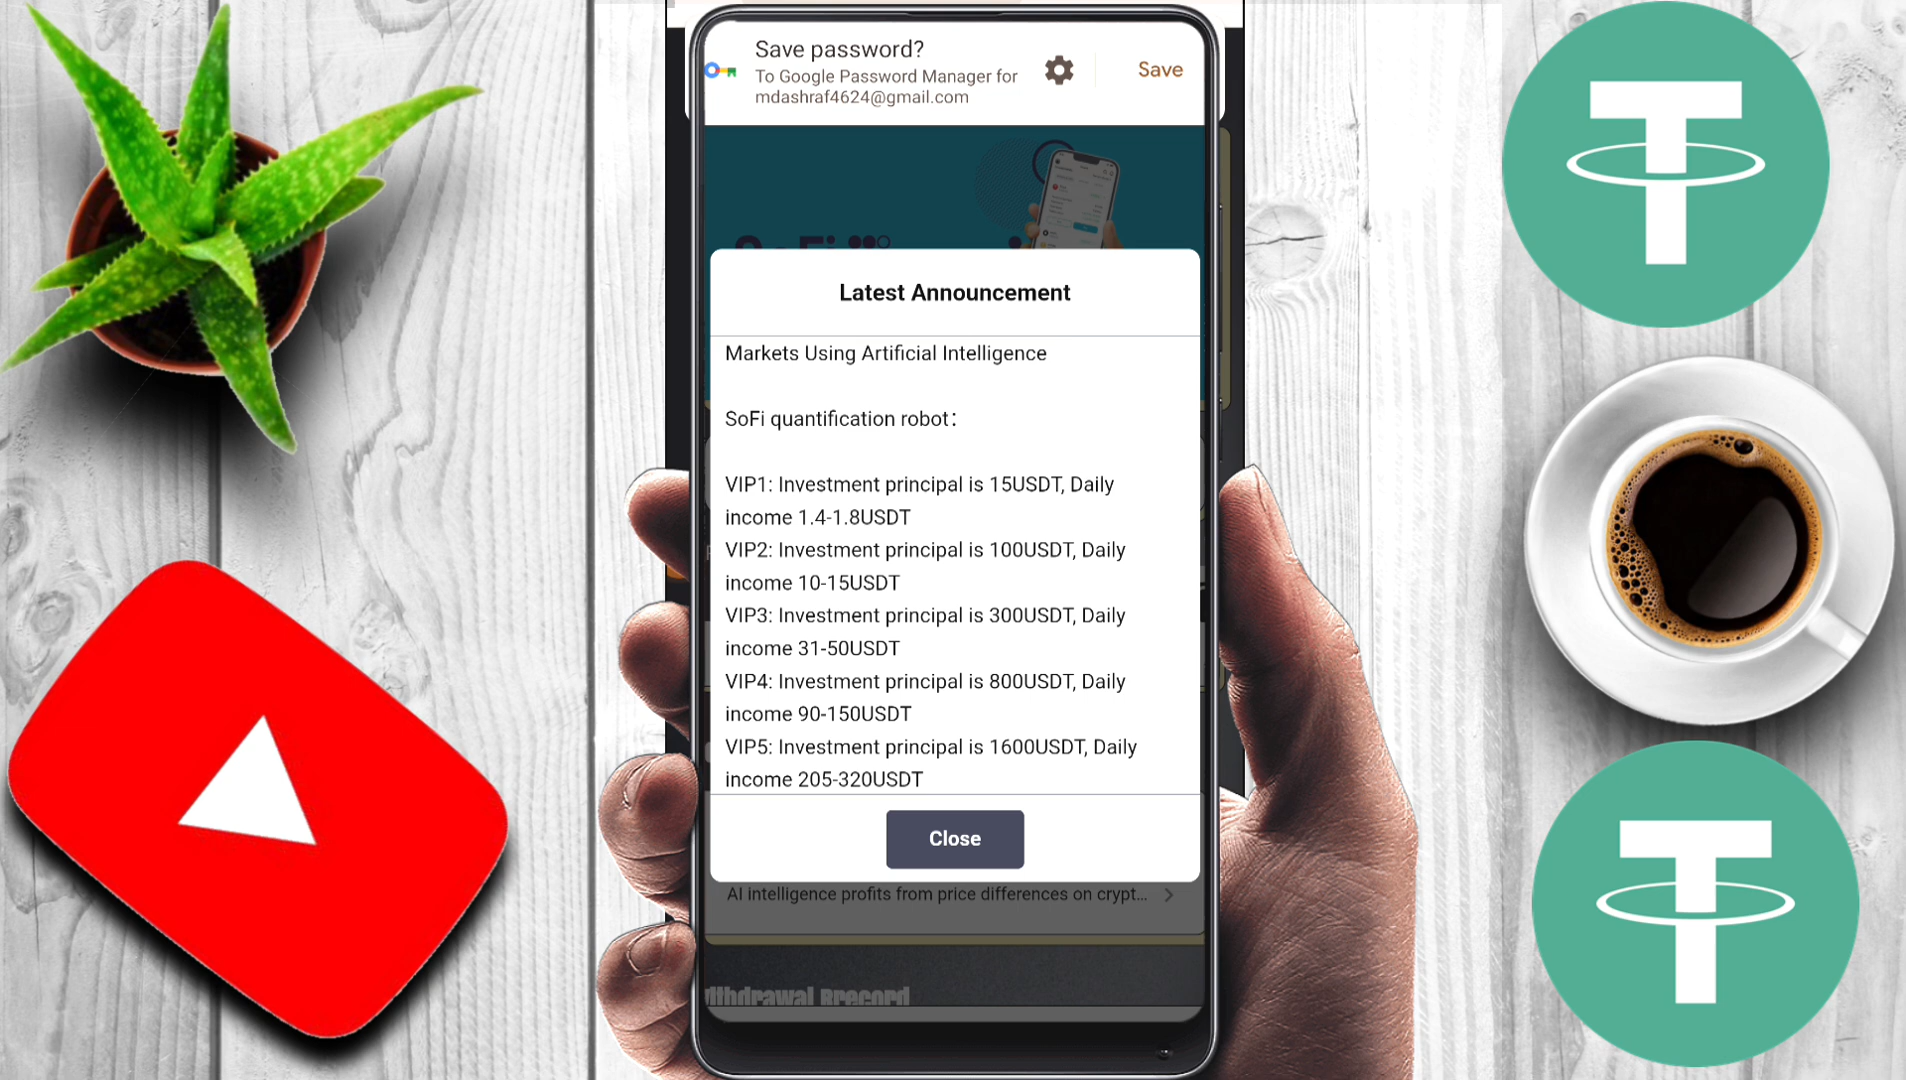 Save password?
To Google Password Manager for
mdashraf4624@gmail.com
Save
SoFi
Latest Announcement
Markets Using Artificial Intelligence
SoFi quantification robot：
VIP1: Investment principal is 15USDT, Daily
income 1.4-1.8USDT
VIP2: Investment principal is 100USDT, Daily
income 10-15USDT
VIP3: Investment principal is 300USDT, Daily
income 31-50USDT
VIP4: Investment principal is 800USDT, Daily
income 90-150USDT
VIP5: Investment principal is 1600USDT, Daily
income 205-320USDT
Close
AI intelligence profits from price differences on crypt...
Withdrawal Rrecord